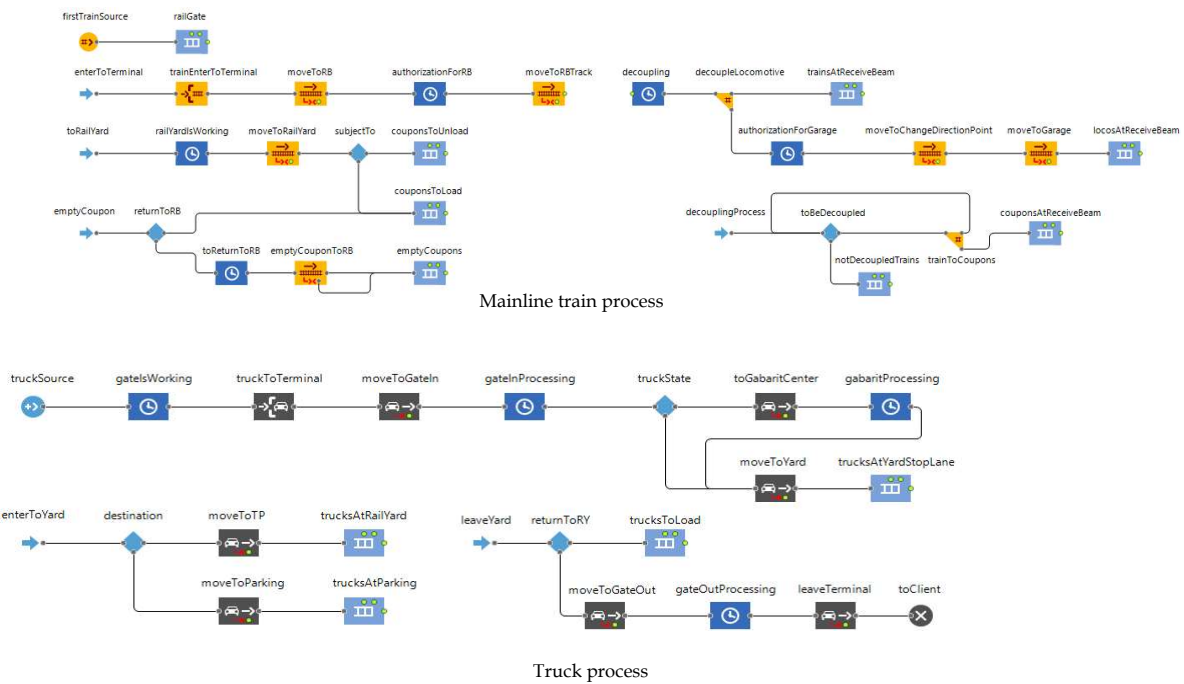 firstTrainSource railGate
enterToTerminal trainEnterToTerminal moveToRB authorizationForRB moveToRBTrack decoupling decoupleLocomotive trainsAtReceiveBeam
toRailYard railYardIsWorking moveToRailYard subjectTo couponsToUnload authorizationForGarage moveToChangeDirectionPoint moveToGarage locosAtReceiveBeam
couponsToLoad
emptyCoupon returnToRB decouplingProcess toBeDecoupled couponsAtReceiveBeam
toReturnToRB emptyCouponToRB emptyCoupons notDecoupledTrains trainToCoupons
Mainline train process
truckSource gateIsWorking truckToTerminal moveToGateIn gateInProcessing truckState toGabaritCenter gabaritProcessing
moveToYard trucksAtYardStopLane
enterToYard destination moveToTP trucksAtRailYard leaveYard returnToRY trucksToLoad
moveToParking trucksAtParking moveToGateOut gateOutProcessing leaveTerminal toClient
Truck process